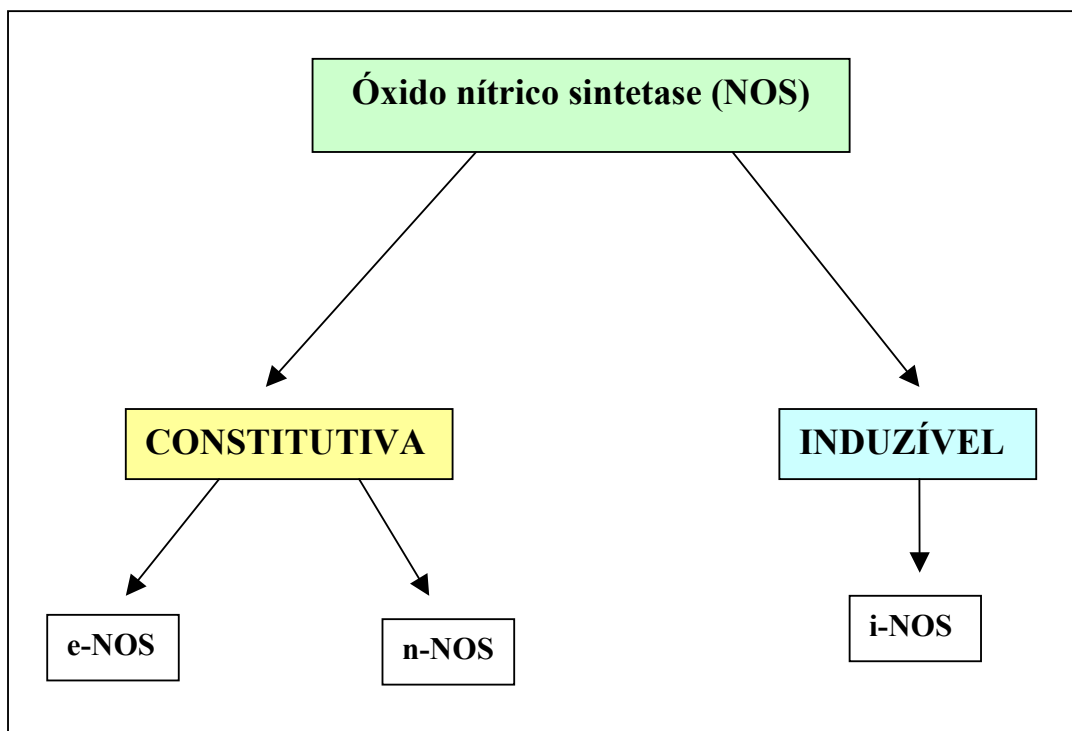 Óxido nítrico sintetase (NOS)
CONSTITUTIVA
INDUZÍVEL
e-NOS
n-NOS
i-NOS